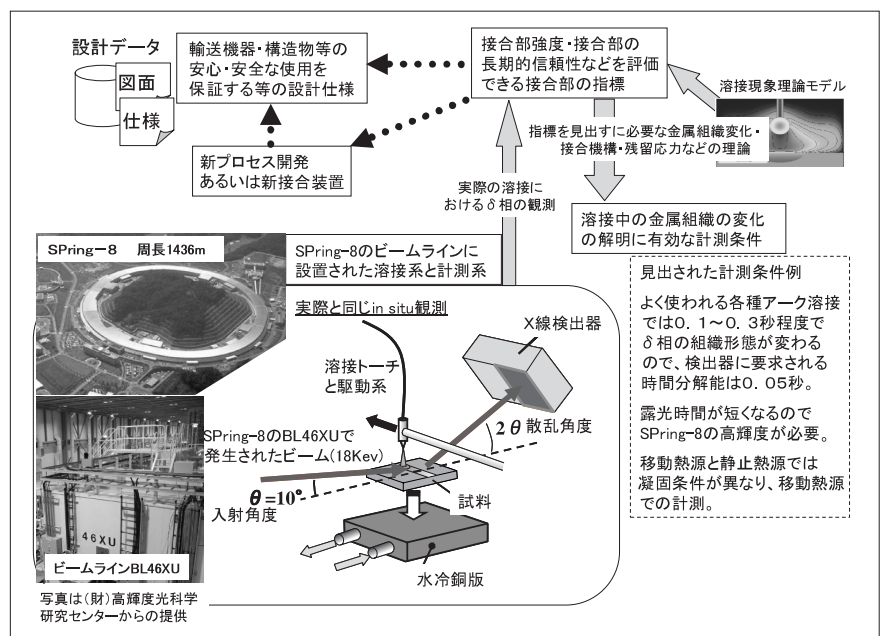 設計データ
図面
仕様
輸送機器・構造物等の
安心・安全な使用を
保証する等の設計仕様
接合部強度・接合部の
長期的信頼性などを評価
できる接合部の指標
溶接現象理論モデル
指標を見出すに必要な金属組織変化・
接合機構・残留応力などの理論
新プロセス開発
あるいは新接合装置
実際の溶接に
おけるδ相の観測
溶接中の金属組織の変化
の解明に有効な計測条件
SPring-8 周長1436m
SPring-8のビームラインに
設置された溶接系と計測系
見出された計測条件例
よく使われる各種アーク溶接
では0.1～0.3秒程度で
δ相の組織形態が変わる
ので、検出器に要求される
時間分解能は0.05秒。
露光時間が短くなるので
SPring-8の高輝度が必要。
移動熱源と静止熱源では
凝固条件が異なり、移動熱源
での計測。
実際と同じin situ観測
X線検出器
溶接トーチ
と駆動系
2θ散乱角度
SPring-8のBL46XUで
発生されたビーム(18Kev)
θ=10°
入射角度
試料
水冷銅版
46XU
ビームラインBL46XU
写真は(財)高輝度光科学
研究センターからの提供